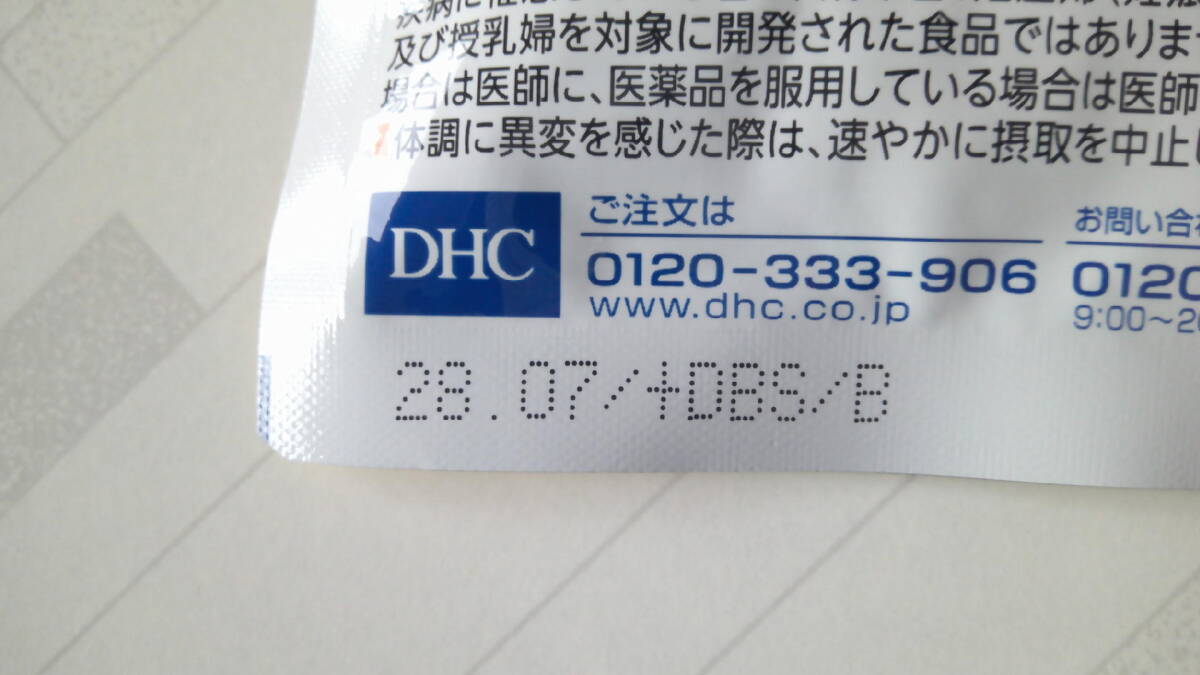 及び授乳婦を対象に開発された食品ではありませ
場合は医師に、医薬品を服用している場合は医師
体調に異変を感じた際は、速やかに摂取を中止し
DHC
ご注文は
0120-333-906
www.dhc.co.jp
お問い合
0120
9:00〜20
28.07/+DBS/B